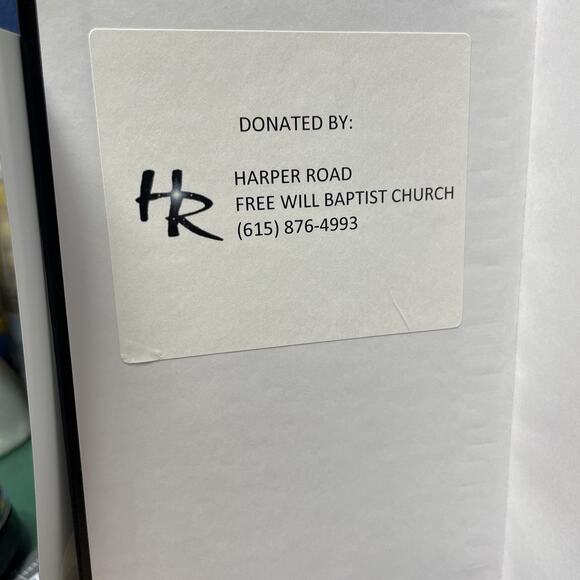 DONATED BY:
HR
HARPER ROAD
FREE WILL BAPTIST CHURCH
(615) 876-4993